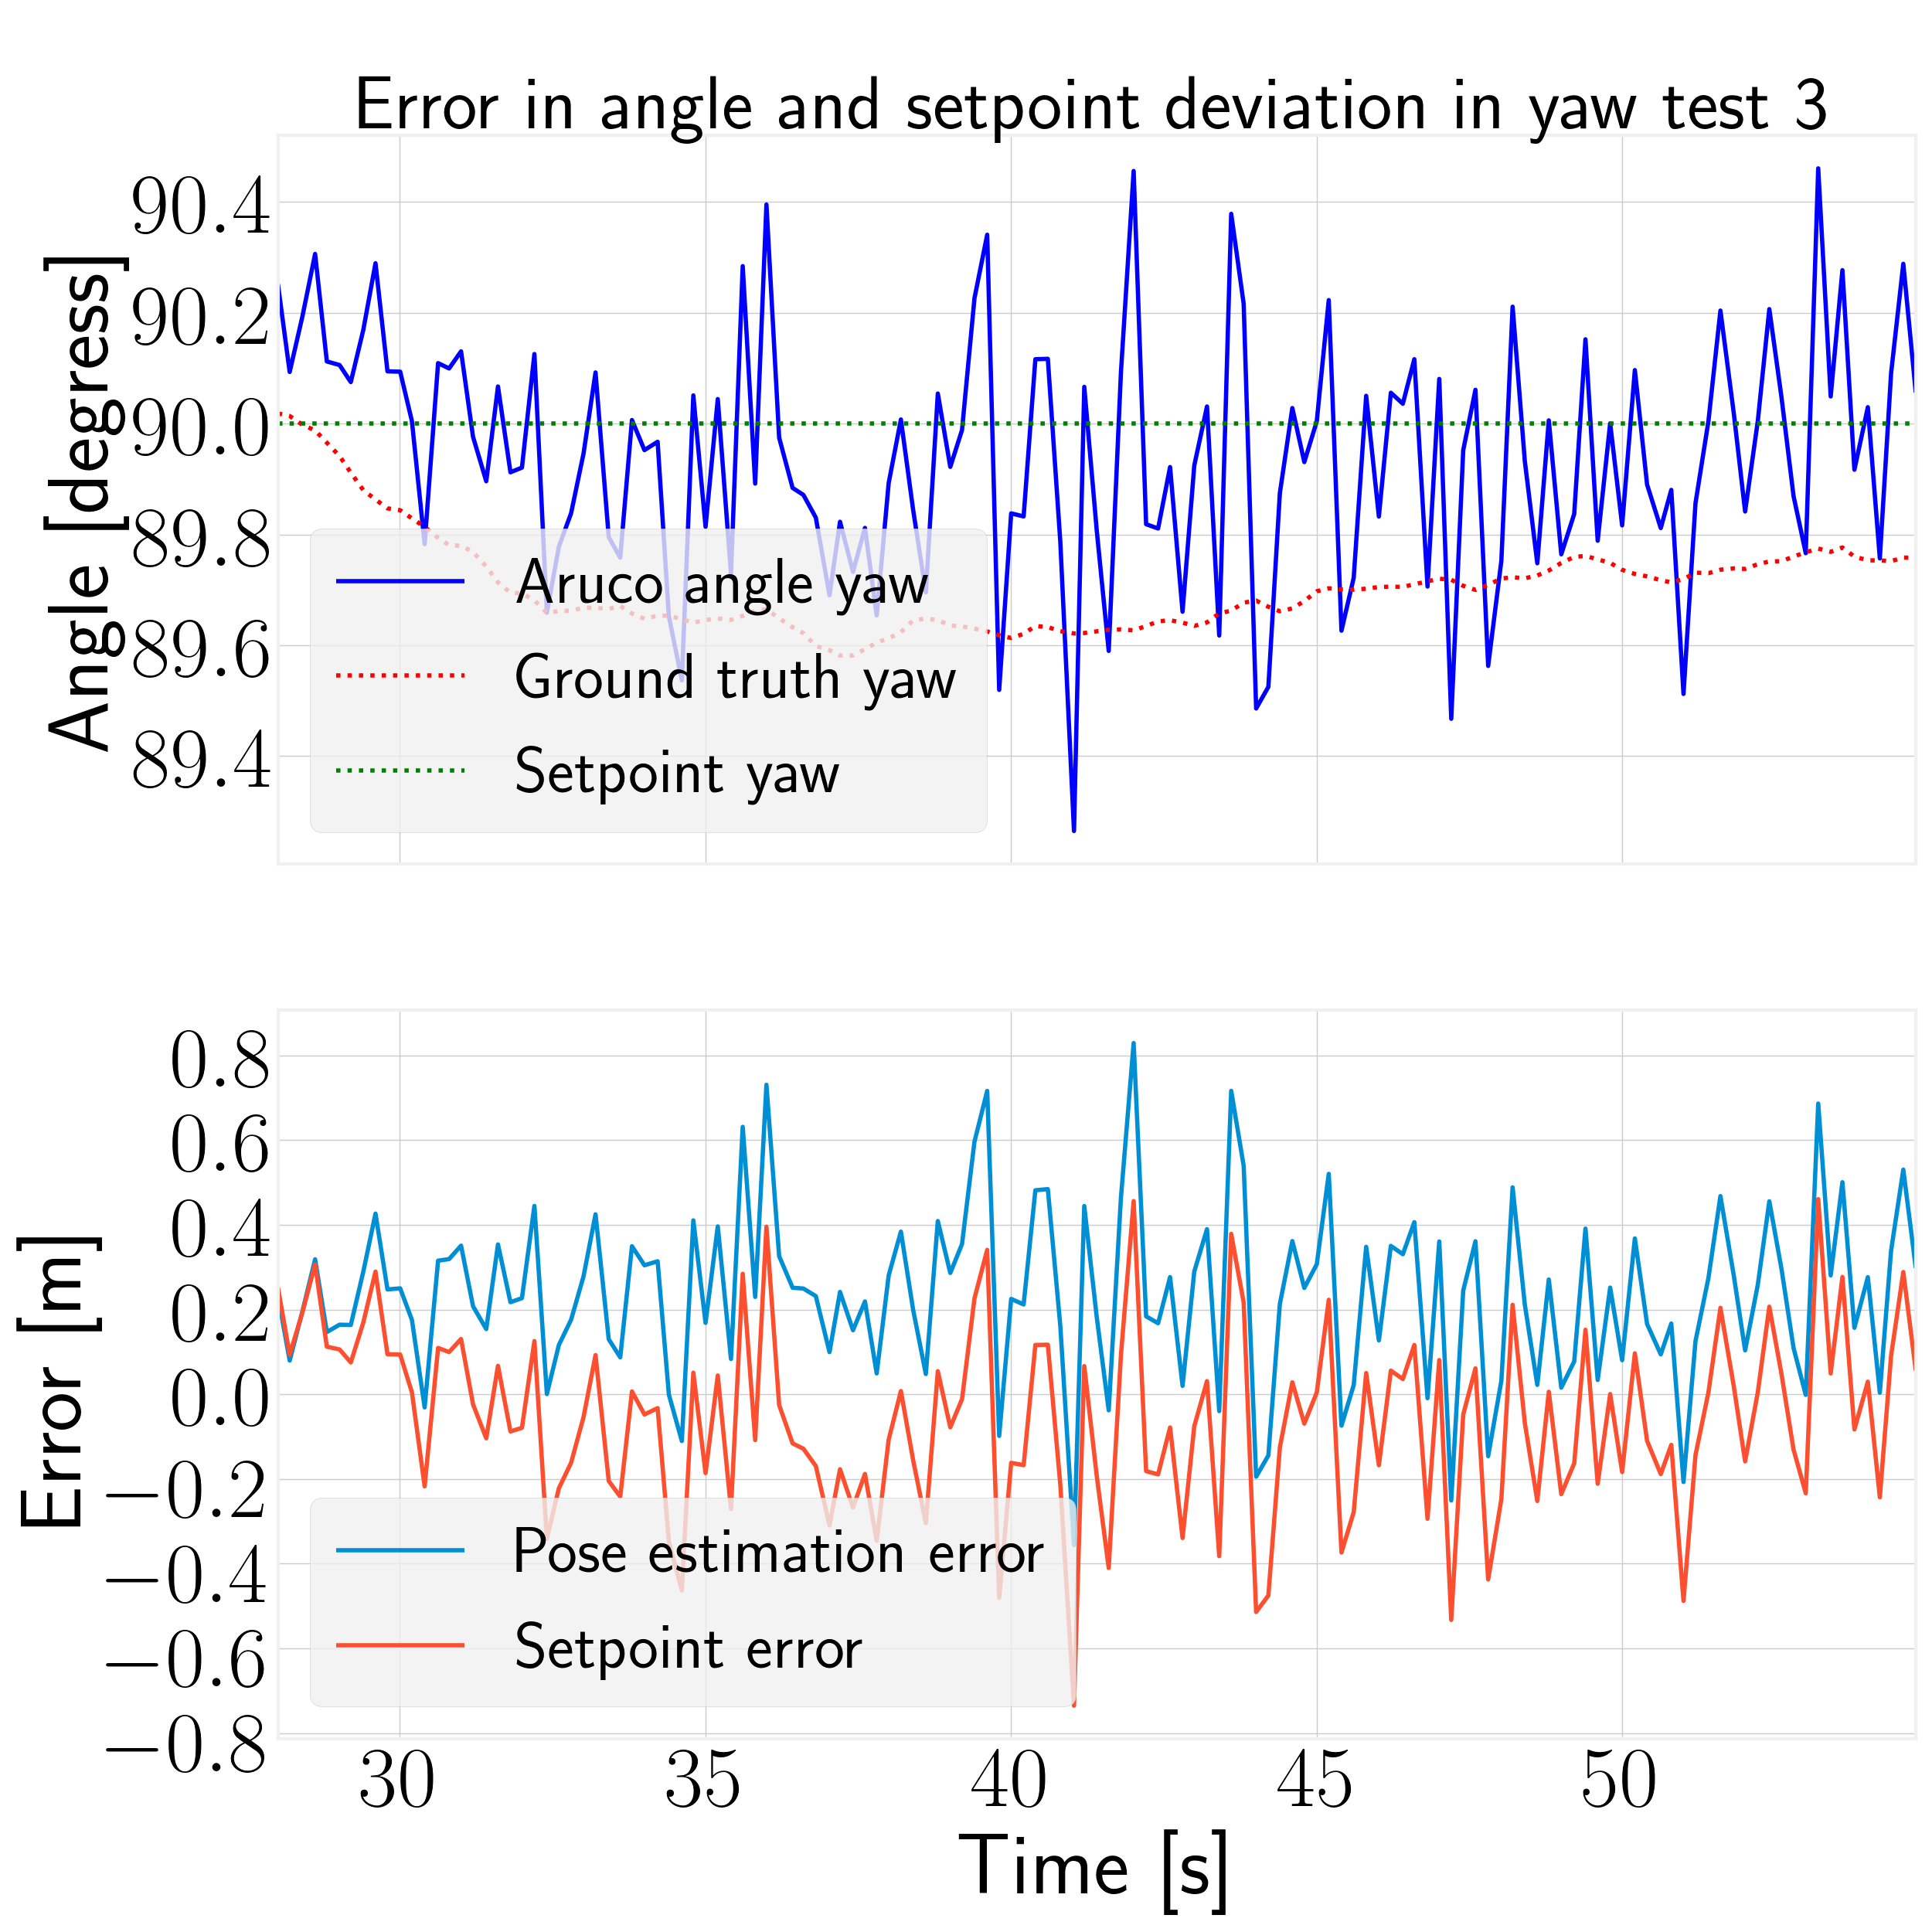 Error in angle and setpoint deviation in yaw test 3
Angle [degress]
90.4
90.2
90.0
89.8
89.6
89.4
Aruco angle yaw
Ground truth yaw
Setpoint yaw
Error [m]
0.8
0.6
0.4
0.2
0.0
−0.2
−0.4
−0.6
−0.8
Pose estimation error
Setpoint error
30 35 40 45 50
Time [s]